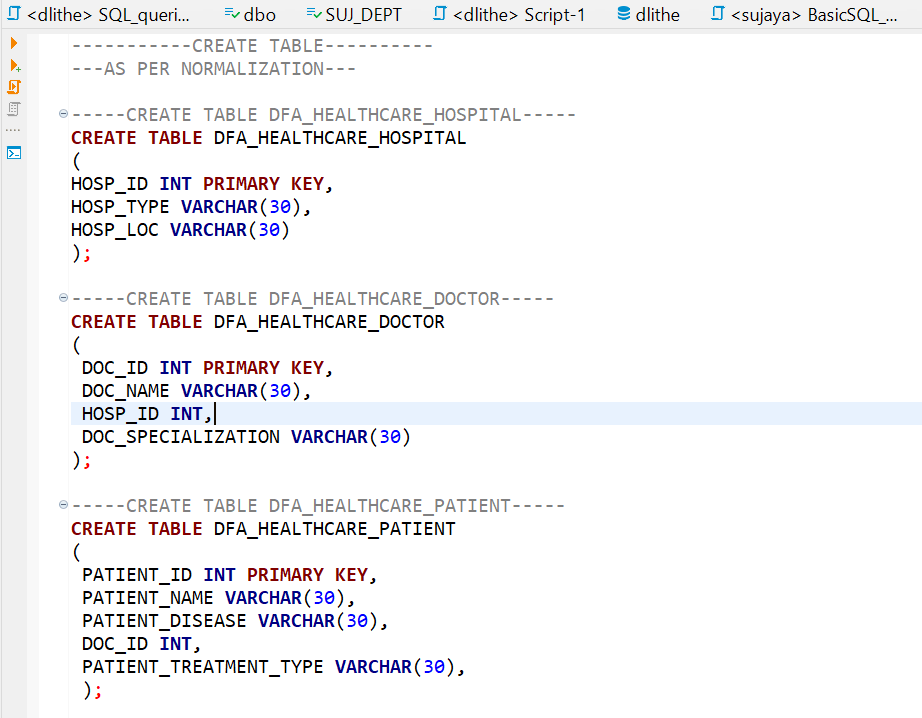 <dlithe> SQL_queri... dbo SUJ_DEPT <dlithe> Script-1 dlithe <sujaya> BasicSQL_...
-----------CREATE TABLE----------
---AS PER NORMALIZATION---
-----CREATE TABLE DFA_HEALTHCARE_HOSPITAL-----
CREATE TABLE DFA_HEALTHCARE_HOSPITAL
(
HOSP_ID INT PRIMARY KEY,
HOSP_TYPE VARCHAR(30),
HOSP_LOC VARCHAR(30)
);
-----CREATE TABLE DFA_HEALTHCARE_DOCTOR-----
CREATE TABLE DFA_HEALTHCARE_DOCTOR
(
DOC_ID INT PRIMARY KEY,
DOC_NAME VARCHAR(30),
HOSP_ID INT,
DOC_SPECIALIZATION VARCHAR(30)
);
-----CREATE TABLE DFA_HEALTHCARE_PATIENT-----
CREATE TABLE DFA_HEALTHCARE_PATIENT
(
PATIENT_ID INT PRIMARY KEY,
PATIENT_NAME VARCHAR(30),
PATIENT_DISEASE VARCHAR(30),
DOC_ID INT,
PATIENT_TREATMENT_TYPE VARCHAR(30),
);